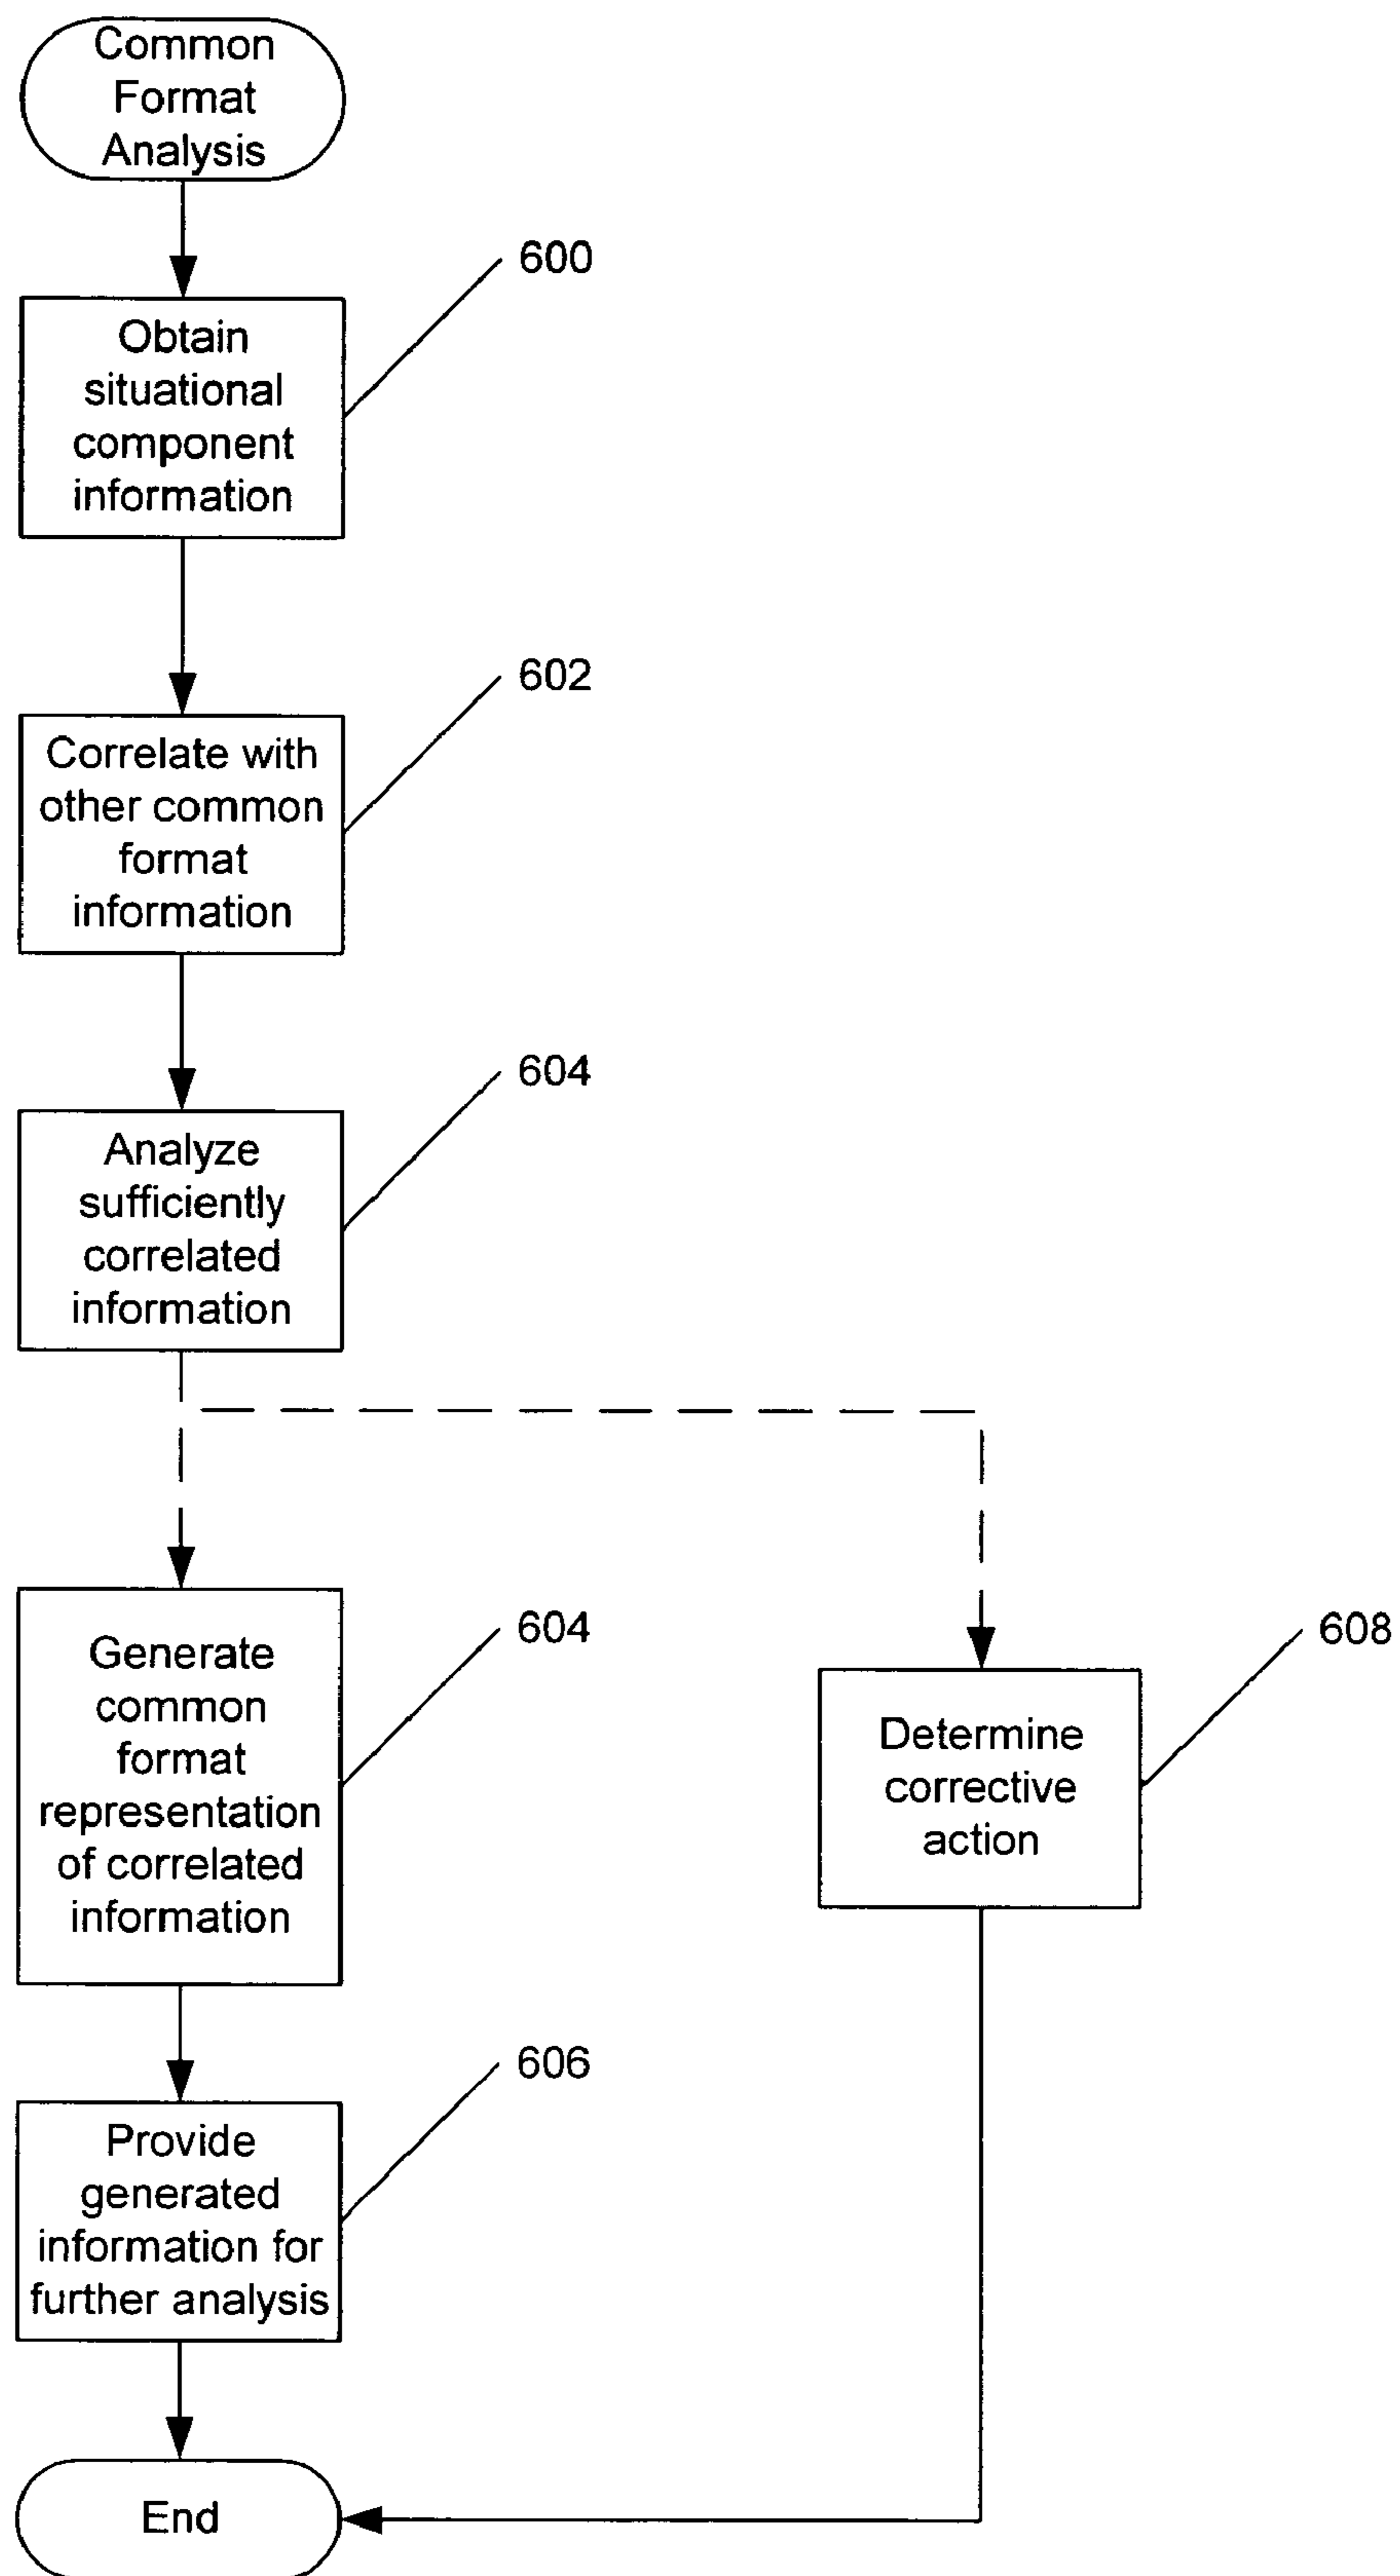 Common
Format
Analysis
600
Obtain
situational
component
information
602
Correlate with
other common
format
information
604
Analyze
sufficiently
correlated
information
604
Generate
common
format
representation
of correlated
information
608
Determine
corrective
action
606
Provide
generated
information for
further analysis
End